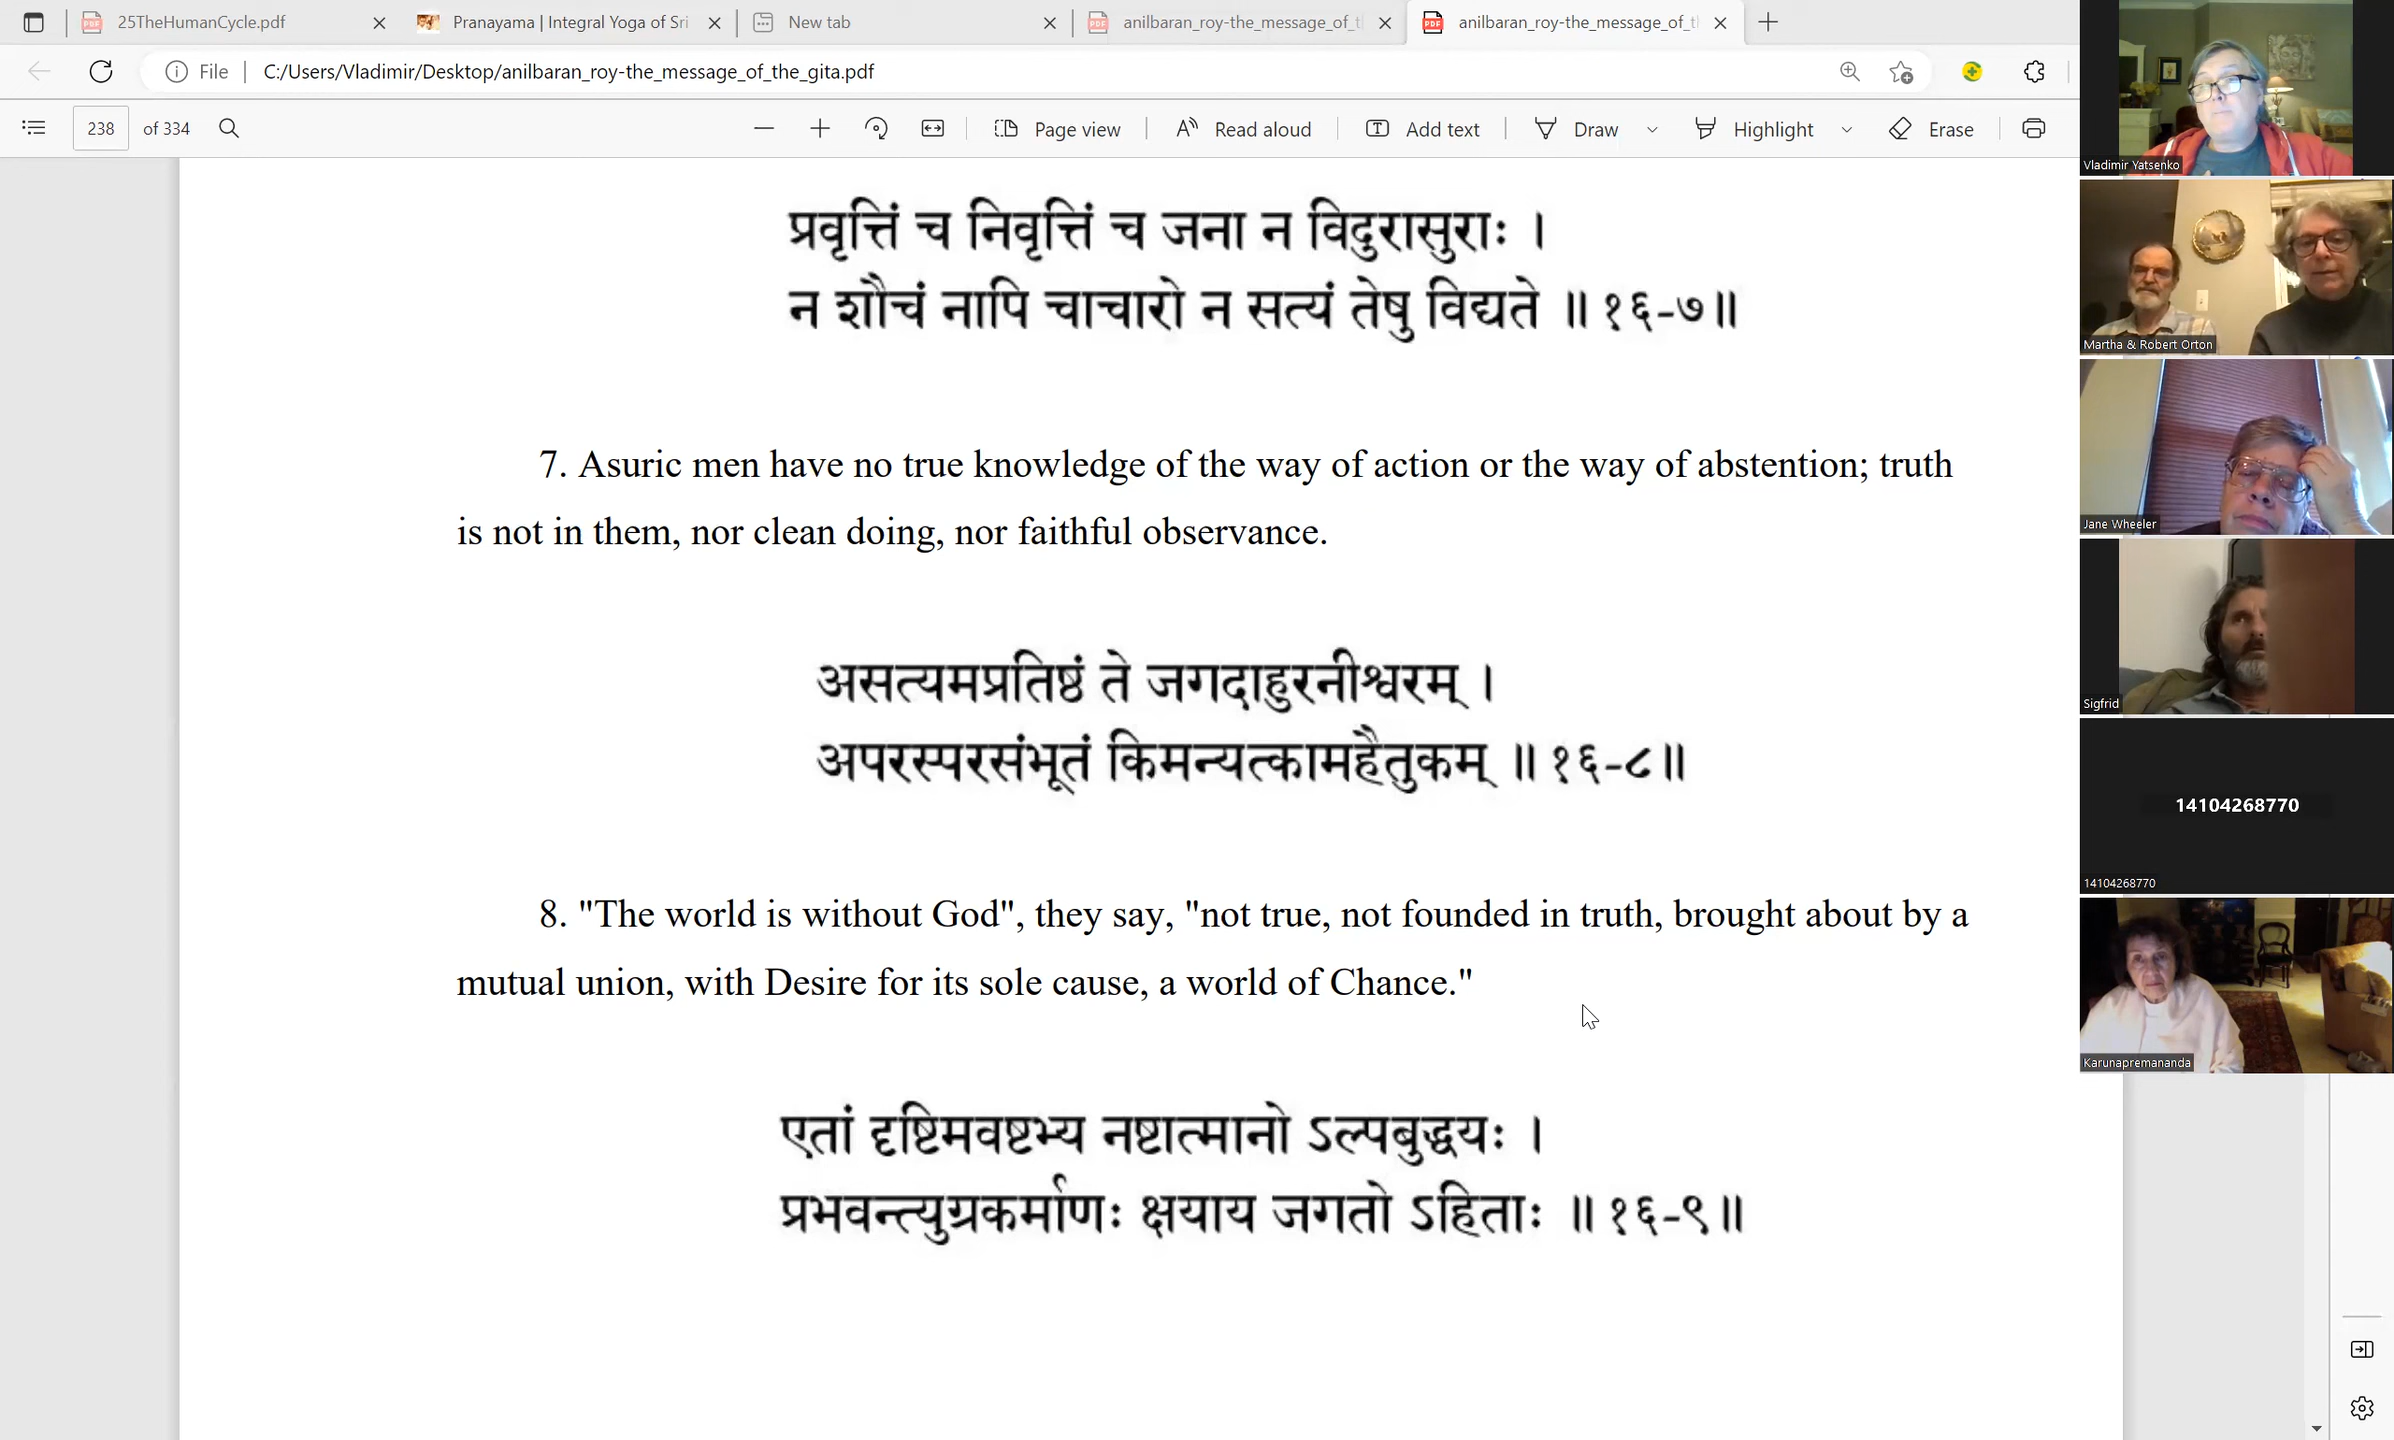 25TheHumanCycle.pdf
Pranayama | Integral Yoga of Sri
New tab
anilbaran_roy-the_message_of_t
anilbaran_roy-the_message_of_t
File
C:/Users/Vladimir/Desktop/anilbaran_roy-the_message_of_the_gita.pdf
238 of 334
Page view
Read aloud
Add text
Draw
Highlight
Erase
प्रवृत्तिं च निवृत्तिं च जना न विदुरासुराः ।
न शौचं नापि चाचारो न सत्यं तेषु विद्यते ॥१६-७॥
7. Asuric men have no true knowledge of the way of action or the way of abstention; truth
is not in them, nor clean doing, nor faithful observance.
असत्यमप्रतिष्ठं ते जगदाहुरनीश्वरम् ।
अपरस्परसंभूतं किमन्यत्कामहैतुकम् ॥१६-८॥
8. "The world is without God", they say, "not true, not founded in truth, brought about by a
mutual union, with Desire for its sole cause, a world of Chance."
एतां दृष्टिमवष्टभ्य नष्टात्मानो ऽल्पबुद्धयः ।
प्रभवन्त्युग्रकर्माणः क्षयाय जगतो ऽहिताः ॥१६-९॥
Vladimir Yatsenko
Martha & Robert Orton
Jane Wheeler
Sigfrid
14104268770
14104268770
Karunapremananda